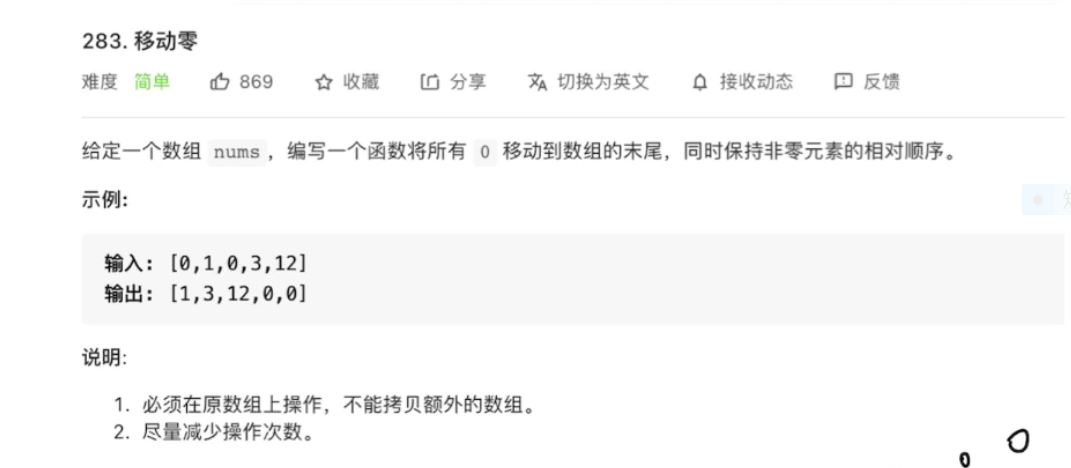 283. 移动零
难度 简单 869 收藏 分享 切换为英文 接收动态 反馈
给定一个数组 nums ，编写一个函数将所有 0 移动到数组的末尾，同时保持非零元素的相对顺序。
示例:
输入: [0,1,0,3,12]
输出: [1,3,12,0,0]
说明:
1. 必须在原数组上操作，不能拷贝额外的数组。
2. 尽量减少操作次数。
0
0